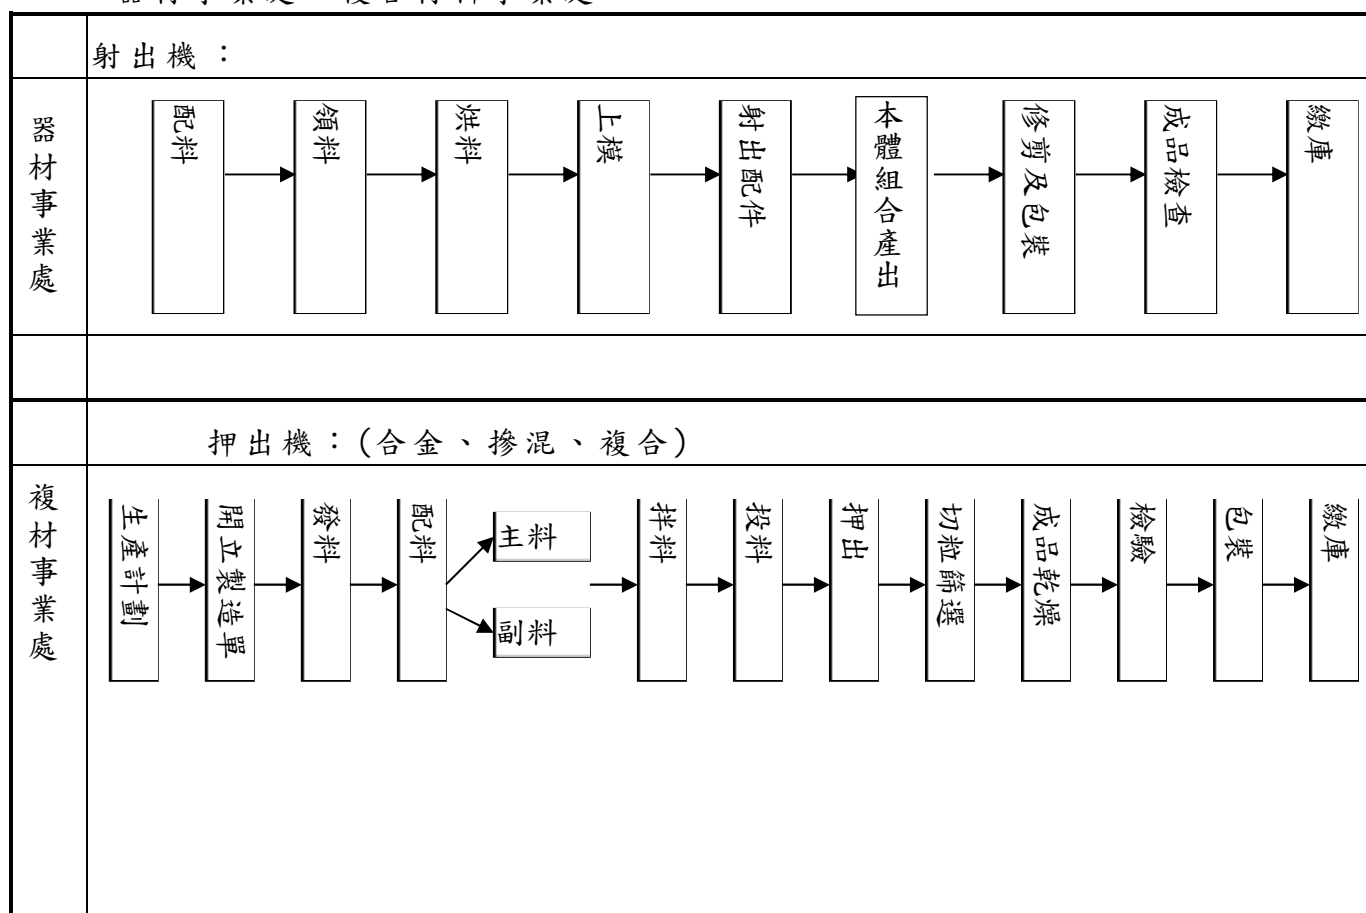 射出機：
器材事業處
配料
領料
烘料
上模
射出配件
本體組合產出
修剪及包裝
成品檢查
繳庫
押出機：(合金、摻混、複合)
複材事業處
生產計劃
開立製造單
發料
配料
主料
副料
拌料
投料
押出
切粒篩選
成品乾燥
檢驗
包裝
繳庫